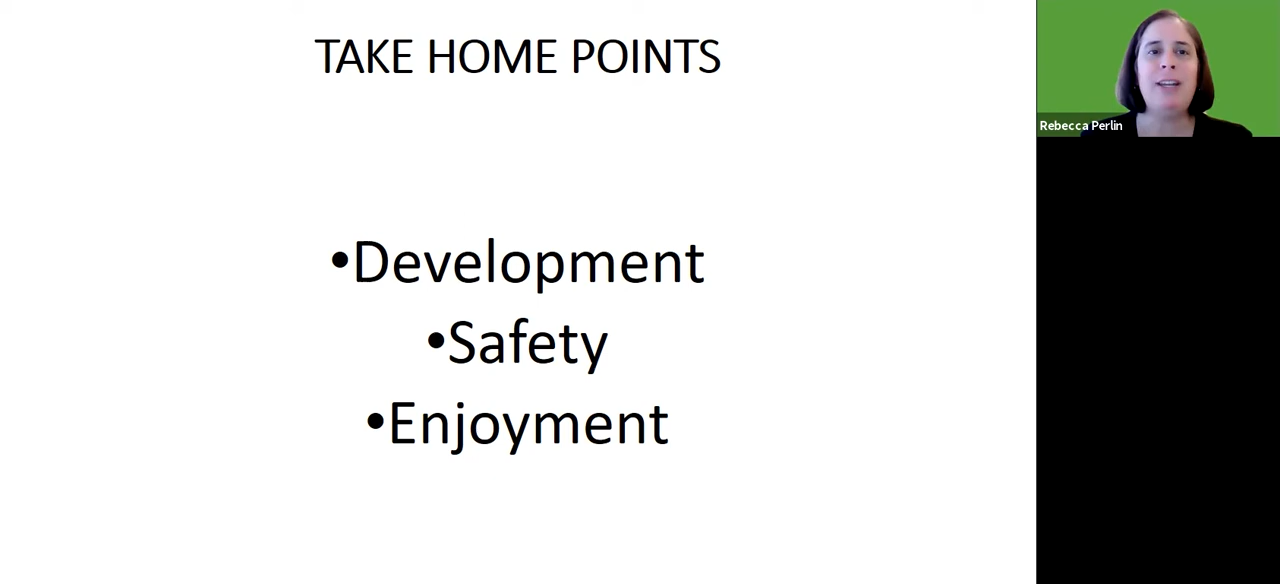 TAKE HOME POINTS
•Development
•Safety
•Enjoyment
Rebecca Perlin